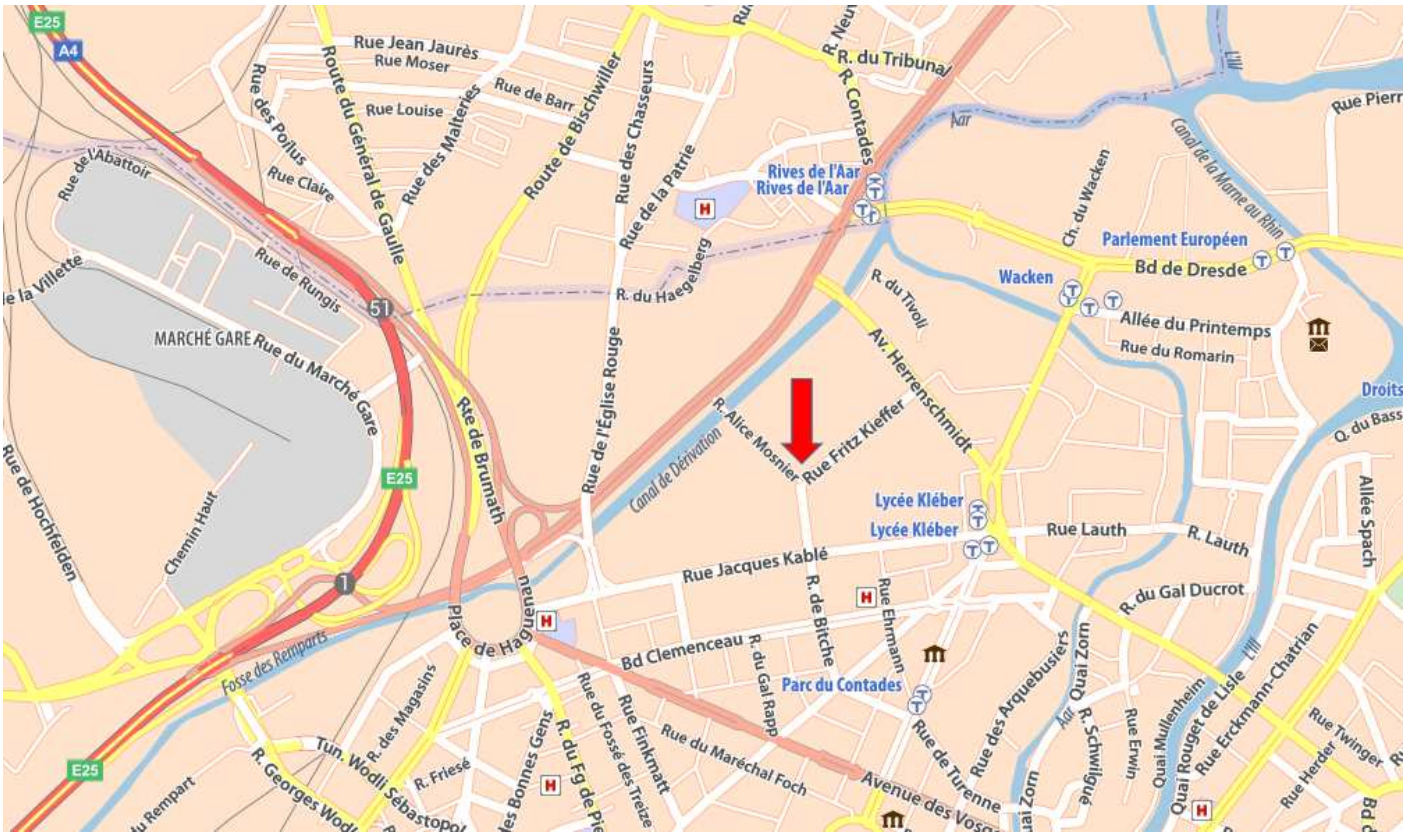 E25
A4
Rue Jean Jaurès
Rue Moser
Rue Louise
Rue de Barr
Rue des Poilus
Rue Claire
Rue des Malteries
Route du Général de Gaulle
Route de Bischwiller
Rue des Chasseurs
Rue de la Patrie
R. Neu
R. du Tribunal
R. Contades
L'Ill
Aar
Rue Pierr
Canal de la Marne au Rhin
Rue de l'Abattoir
Rives de l'Aar
Rives de l'Aar
H
Ch. du Wacken
Parlement Européen
Bd de Dresde
Wacken
Allée du Printemps
Rue du Romarin
Rue de Rungis
e la Villette
51
R. du Haegelberg
R. du Tivoli
MARCHÉ GARE
Rue du Marché Gare
Rue de l'Église Rouge
Av. Herrenschmidt
Rte de Brumath
R. Alice Mosnier
Rue Fritz Kieffer
Droits
Q. du Bass
Canal de Dérivation
E25
Rue de Hochfelden
Chemin Haut
Lycée Kléber
Lycée Kléber
Rue Lauth
R. Lauth
Allée Spach
1
Rue Jacques Kablé
R. de Bitche
H
Rue Ehrmann
R. du Gal Ducrot
Place de Haguenau
H
Bd Clemenceau
R. du Gal Rapp
Parc du Contades
Rue des Arquebusiers
Quai Zorn
Aar
L'Ill
Fosse des Remparts
R. des Magasins
Rue du Fossé des Treize
Rue Finkmatt
Rue du Maréchal Foch
Rue de Turenne
R. Schwilgué
Rue Erwin
Quai Mullenheim
Quai Rouget de Lisle
Rue Erckmann-Chatrian
Rue Twinger
Rue Herder
E25
Tun. Wodli Sébastopol
R. Georges Wodl
R. Friesé
des Bonnes Gens
R. du Fg de Pie
H
Avenue des Vosg
Zorn
H
Bd d
du Rempart